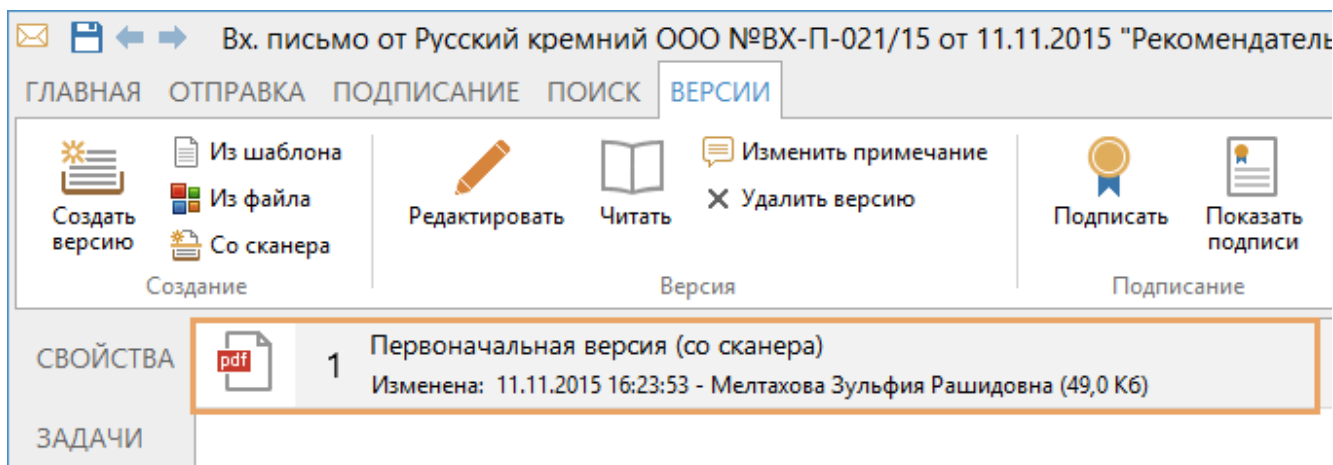 Вх. письмо от Русский кремний ООО №ВХ-П-021/15 от 11.11.2015 "Рекомендатель
ГЛАВНАЯ ОТПРАВКА ПОДПИСАНИЕ ПОИСК ВЕРСИИ
Создать
версию
Из шаблона
Из файла
Со сканера
Создание
Редактировать
Читать
Изменить примечание
Удалить версию
Версия
Подписать
Показать
подписи
Подписание
СВОЙСТВА
ЗАДАЧИ
pdf
1
Первоначальная версия (со сканера)
Изменена: 11.11.2015 16:23:53 - Мелтахова Зульфия Рашидовна (49,0 Кб)